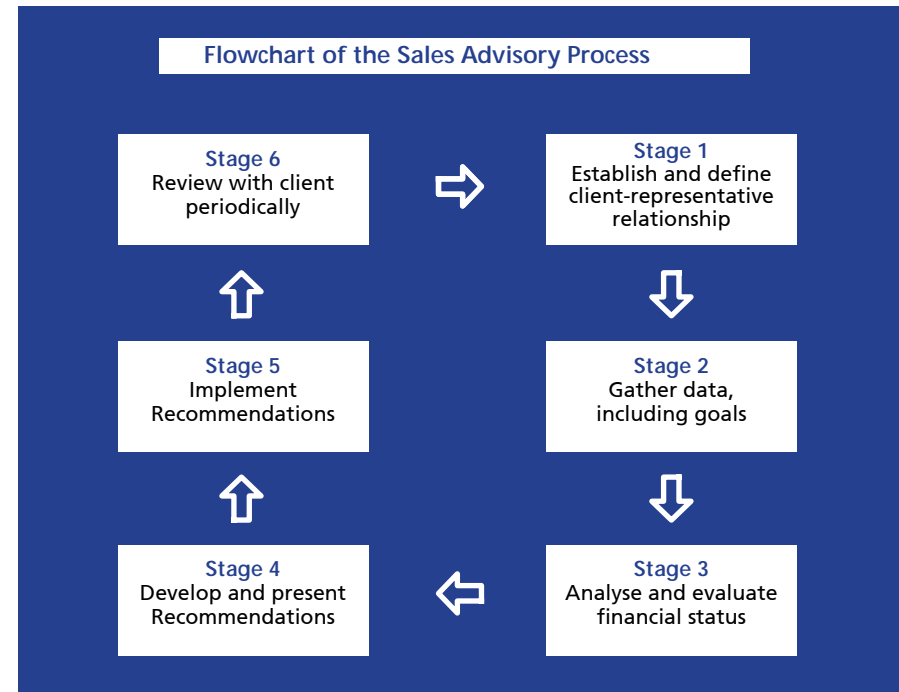 Flowchart of the Sales Advisory Process
Stage 6
Review with client
periodically
Stage 1
Establish and define
client-representative
relationship
Stage 5
Implement
Recommendations
Stage 2
Gather data,
including goals
Stage 4
Develop and present
Recommendations
Stage 3
Analyse and evaluate
financial status